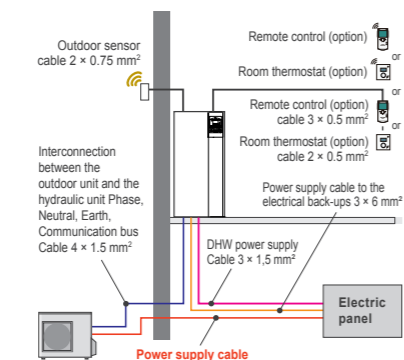 Outdoor sensor
cable 2 × 0.75 mm²
Remote control (option)
or
Room thermostat (option)
or
Remote control (option)
cable 3 × 0.5 mm²
or
Room thermostat (option)
cable 2 × 0.5 mm²
Interconnection
between the
outdoor unit and the
hydraulic unit Phase,
Neutral, Earth,
Communication bus
Cable 4 × 1.5 mm²
Power supply cable to the
electrical back-ups 3 × 6 mm²
DHW power supply
Cable 3 × 1,5 mm²
Electric
panel
Power supply cable